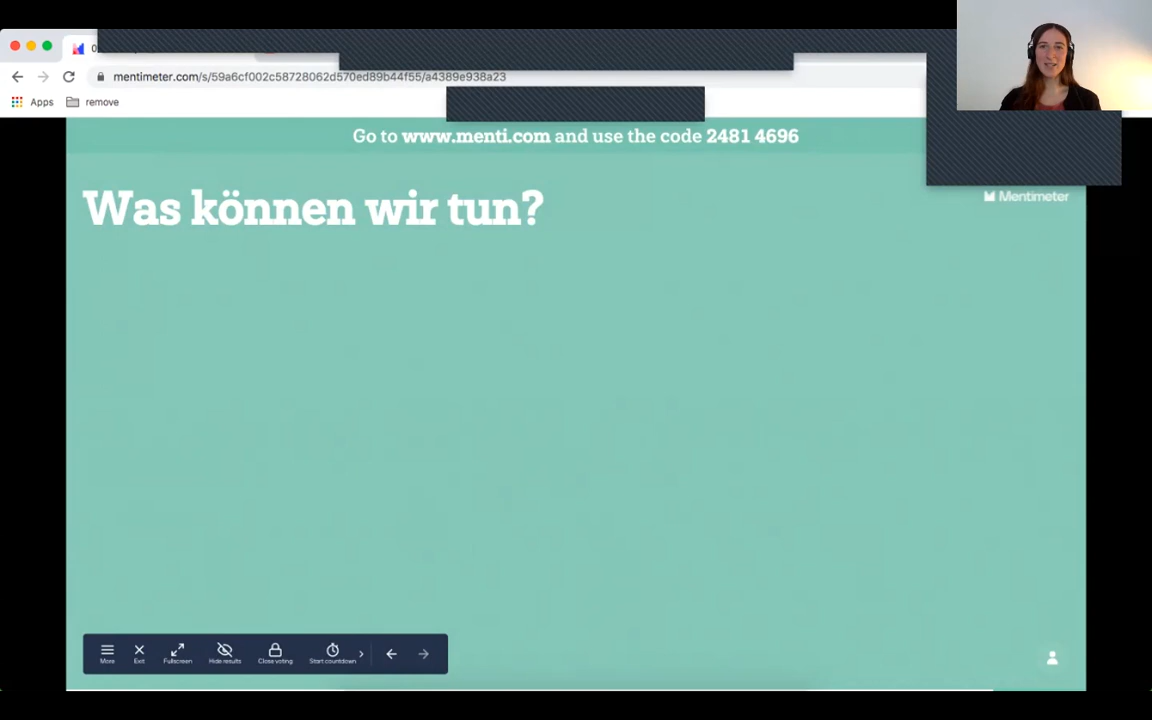 mentimeter.com/s/59a6cf002c58728062d570ed89b44f55/a4389e938a23
Apps
remove
Go to www.menti.com and use the code 2481 4696
Was können wir tun?
Mentimeter
More
Exit
Fullscreen
Hide results
Close voting
Start countdown